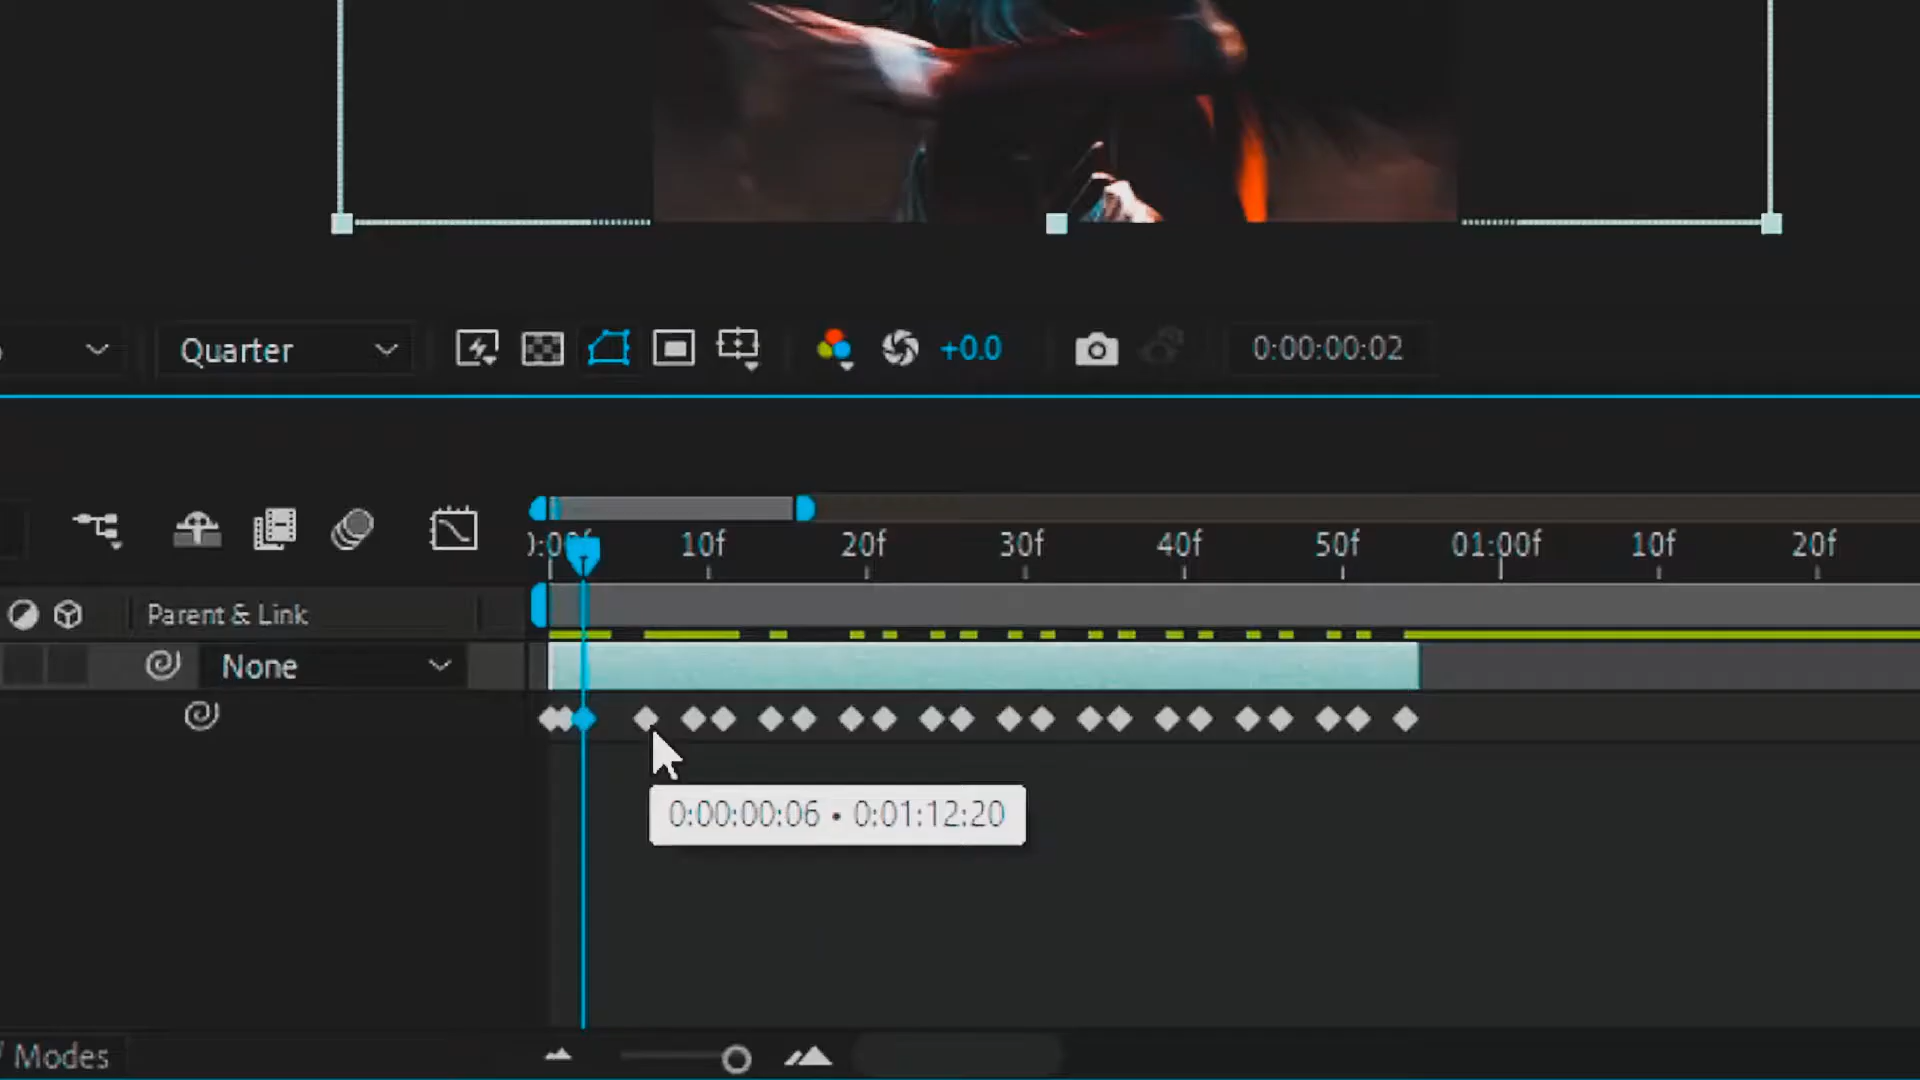 Quarter +0.0 0:00:00:02
10f 20f 30f 40f 50f 01:00f 10f 20f
Parent & Link
None
0:00:00:06 • 0:01:12:20
Modes